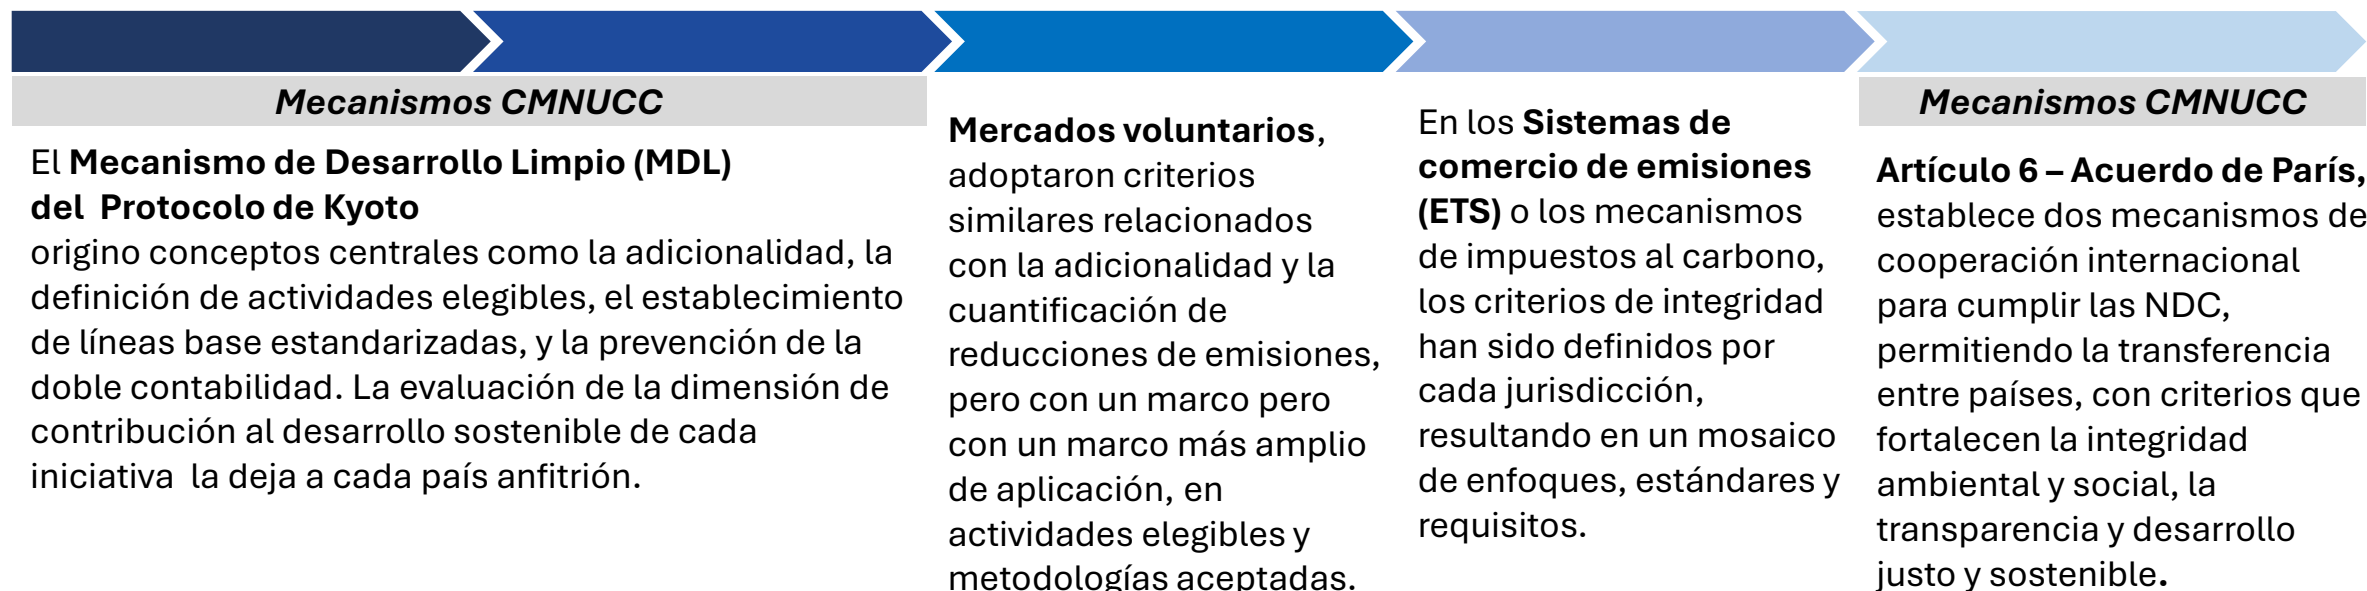 Mecanismos CMNUCC
El Mecanismo de Desarrollo Limpio (MDL)
del Protocolo de Kyoto
origino conceptos centrales como la adicionalidad, la
definición de actividades elegibles, el establecimiento
de líneas base estandarizadas, y la prevención de la
doble contabilidad. La evaluación de la dimensión de
contribución al desarrollo sostenible de cada
iniciativa la deja a cada país anfitrión.
Mercados voluntarios,
adoptaron criterios
similares relacionados
con la adicionalidad y la
cuantificación de
reducciones de emisiones,
pero con un marco pero
con un marco más amplio
de aplicación, en
actividades elegibles y
metodologías aceptadas.
En los Sistemas de
comercio de emisiones
(ETS) o los mecanismos
de impuestos al carbono,
los criterios de integridad
han sido definidos por
cada jurisdicción,
resultando en un mosaico
de enfoques, estándares y
requisitos.
Mecanismos CMNUCC
Artículo 6 – Acuerdo de París,
establece dos mecanismos de
cooperación internacional
para cumplir las NDC,
permitiendo la transferencia
entre países, con criterios que
fortalecen la integridad
ambiental y social, la
transparencia y desarrollo
justo y sostenible.